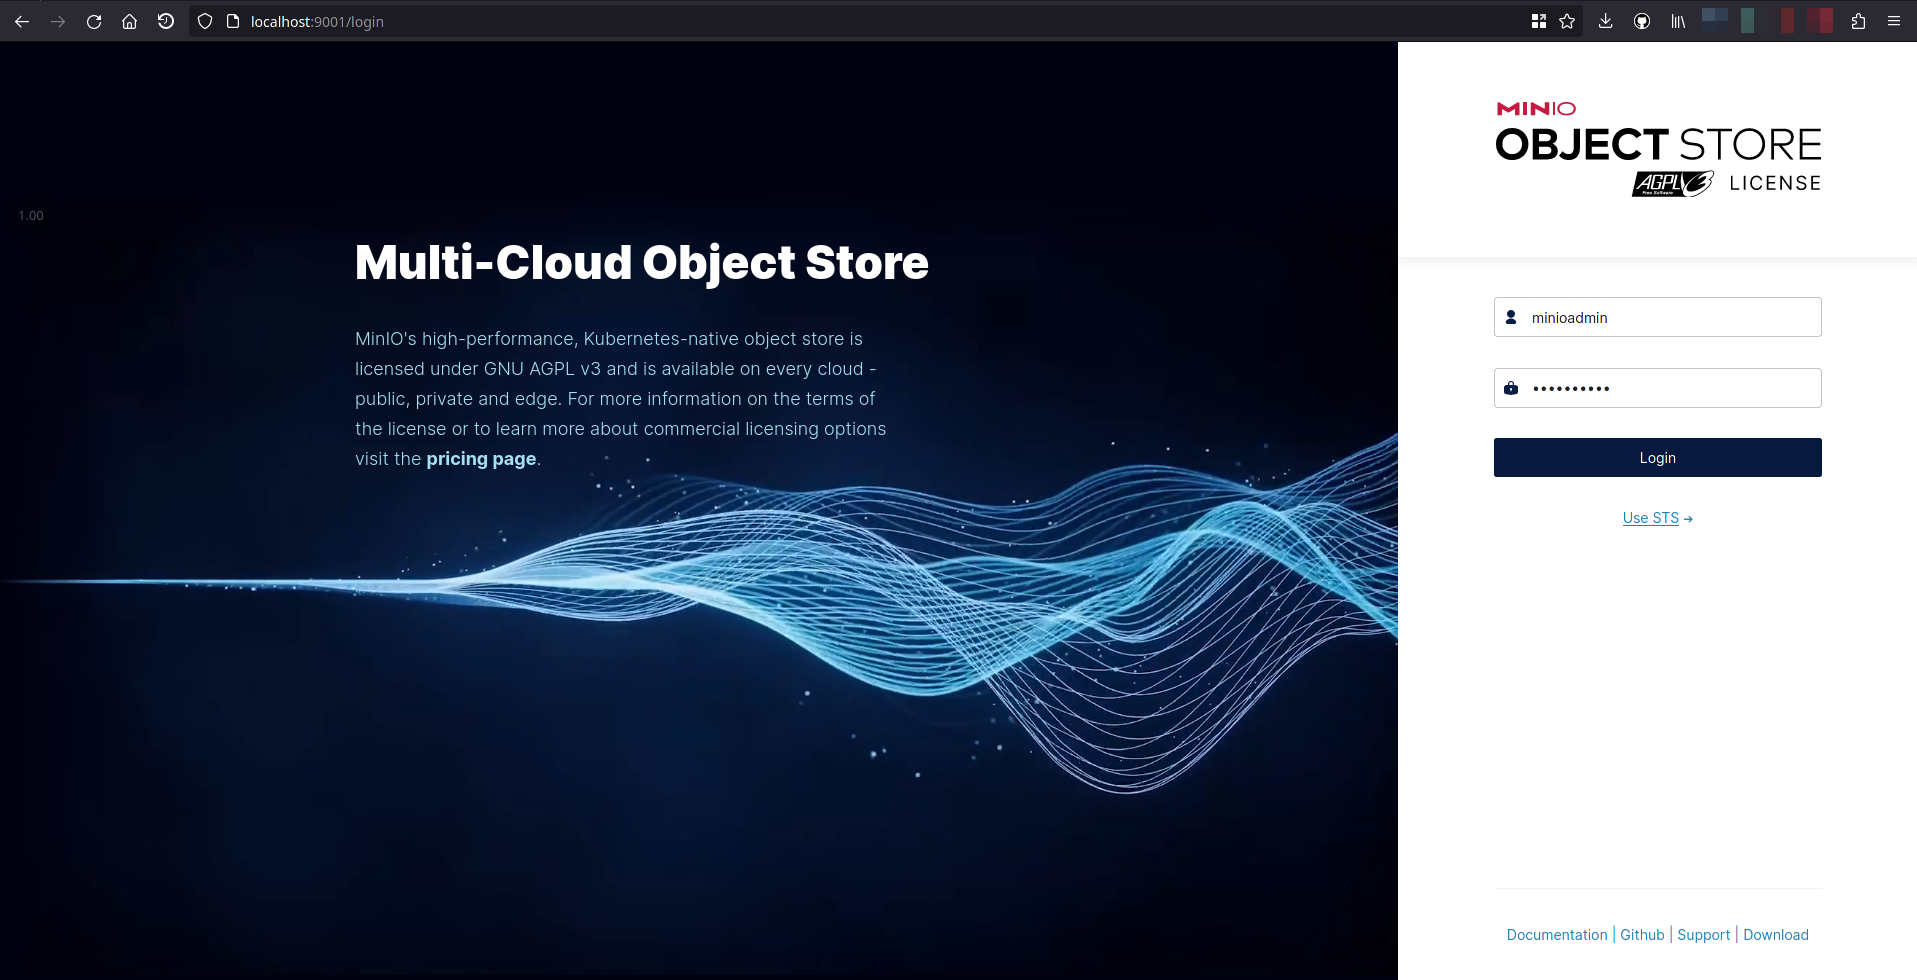 localhost:9001/login
1.00
Multi-Cloud Object Store
MinIO's high-performance, Kubernetes-native object store is
licensed under GNU AGPL v3 and is available on every cloud -
public, private and edge. For more information on the terms of
the license or to learn more about commercial licensing options
visit the pricing page.
MINIO
OBJECT STORE
AGPLv3 LICENSE
Free Software
minioadmin
••••••••••
Login
Use STS ➔
Documentation | Github | Support | Download